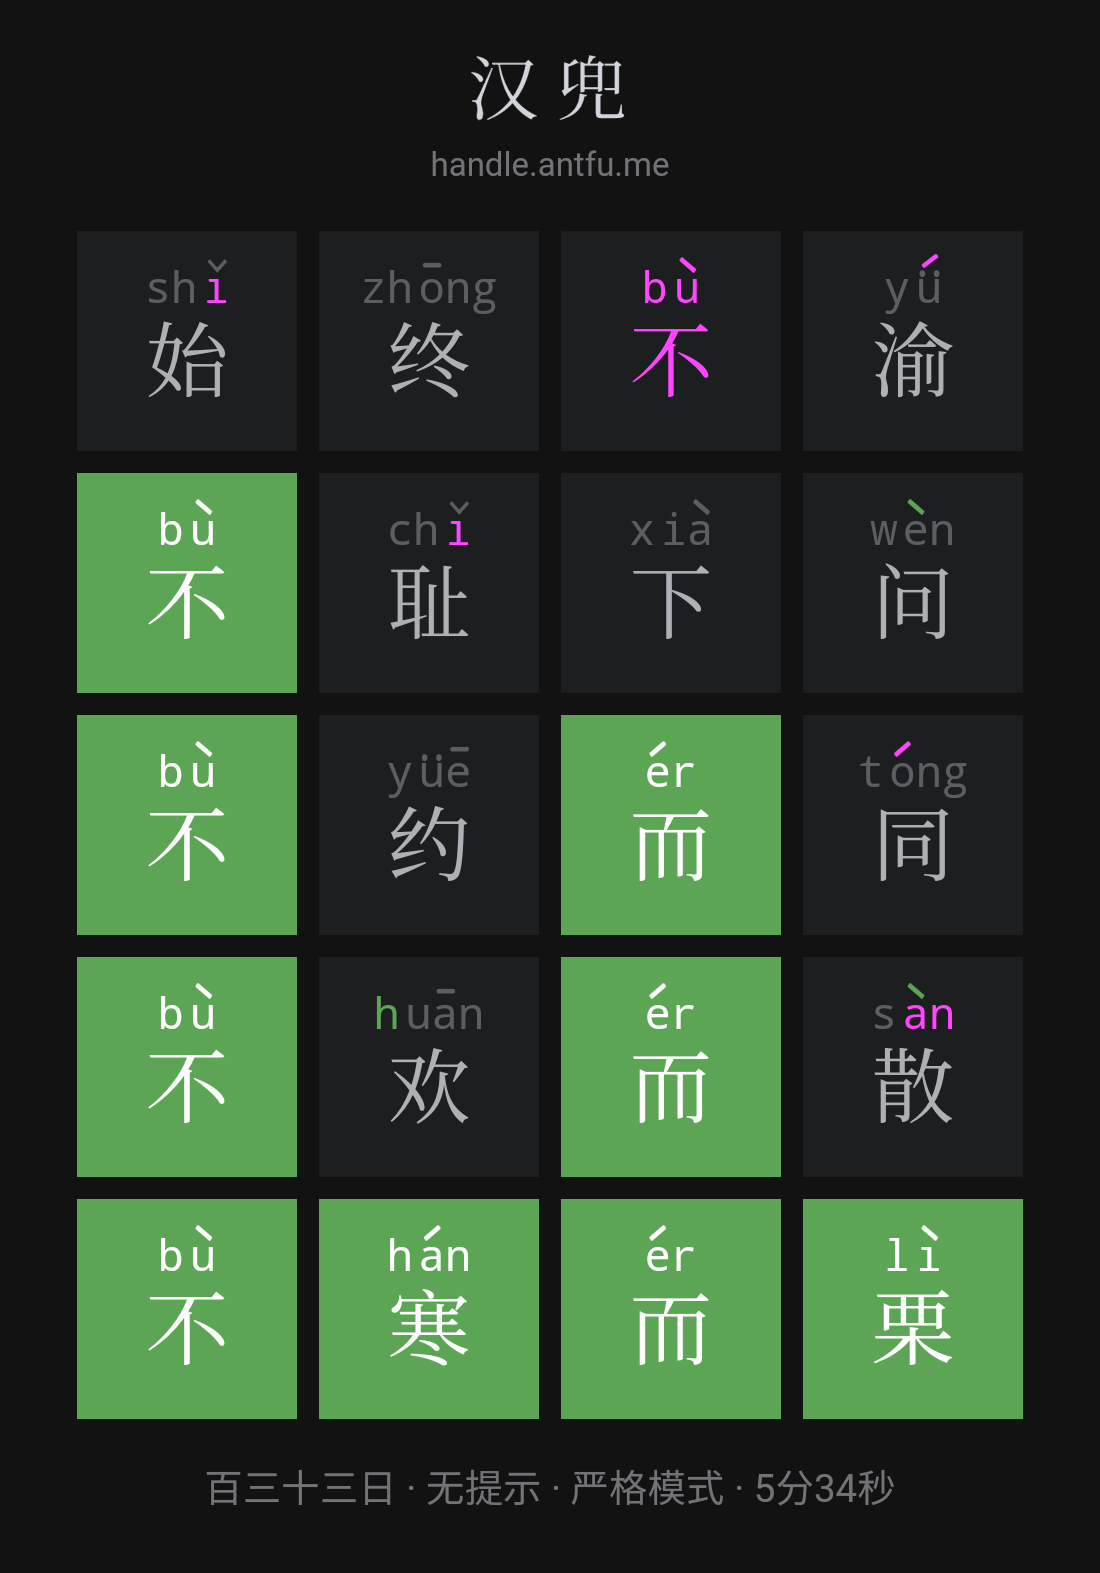 汉兜
handle.antfu.me
shǐ zhōng bù yǘ
始 终 不 渝
bù chǐ xià wèn
不 耻 下 问
bù yüē ér tóng
不 约 而 同
bù huān ér sàn
不 欢 而 散
bù hán ér lì
不 寒 而 栗
百三十三日 · 无提示 · 严格模式 · 5分34秒